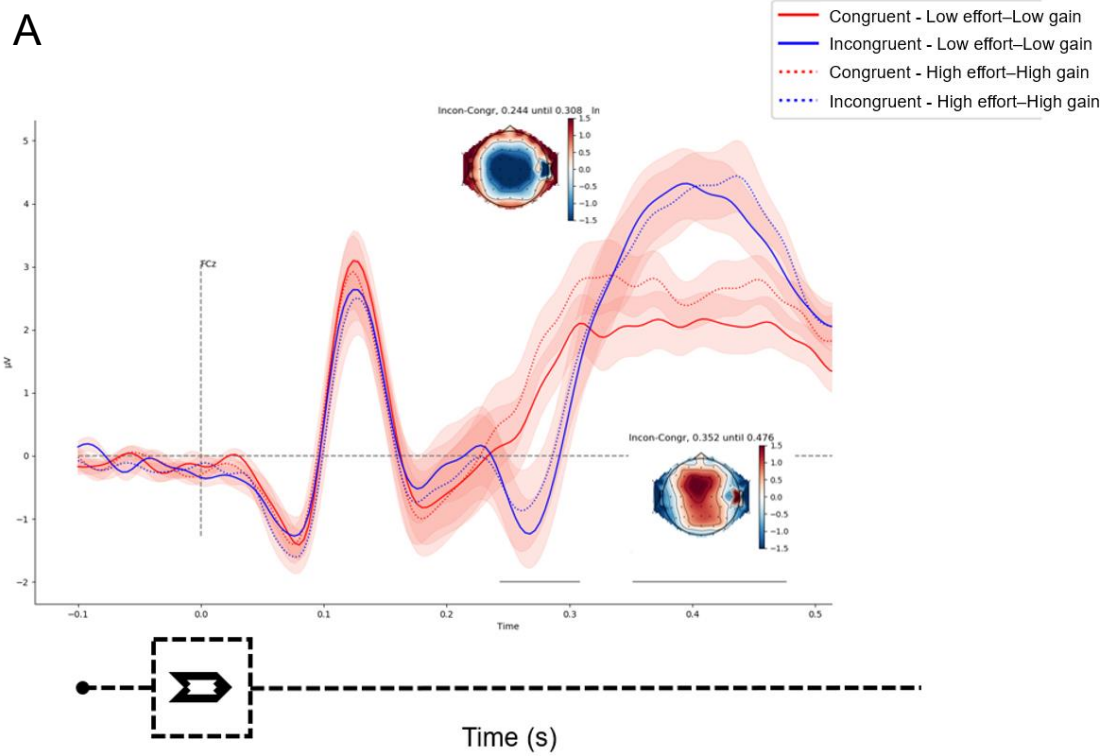 A
Congruent - Low effort–Low gain
Incongruent - Low effort–Low gain
Congruent - High effort–High gain
Incongruent - High effort–High gain
Incon-Congr, 0.244 until 0.308 In
1.5
1.0
0.5
0.0
−0.5
−1.0
−1.5
5
4
3
2
1
0
−1
−2
µV
FCz
Incon-Congr, 0.352 until 0.476
1.5
1.0
0.5
0.0
−0.5
−1.0
−1.5
−0.1 0.0 0.1 0.2 0.3 0.4 0.5
Time
Time (s)